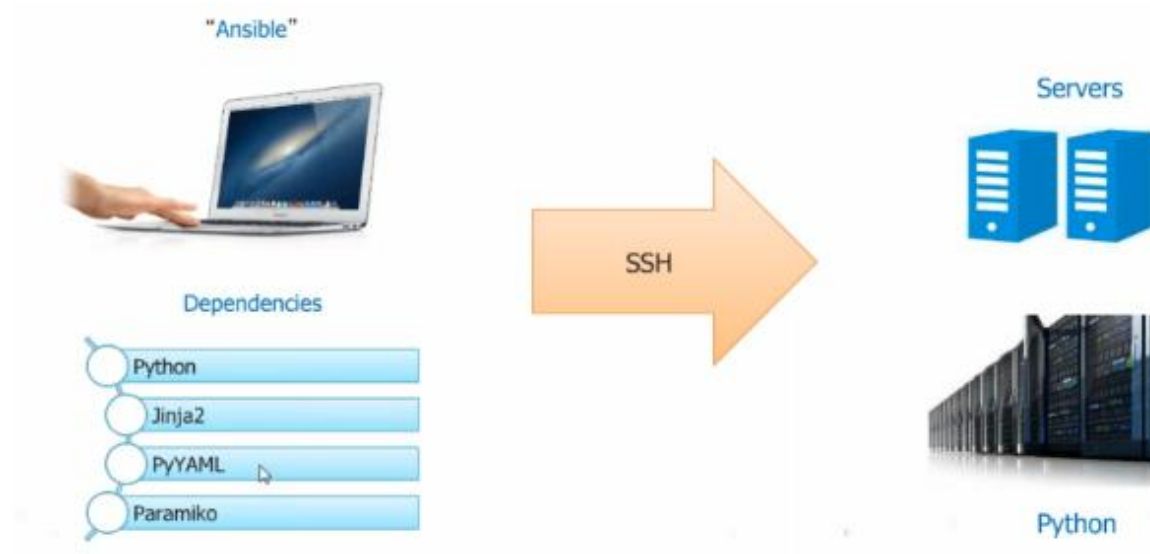 "Ansible"
Dependencies
Python
Jinja2
PyYAML
Paramiko
SSH
Servers
Python